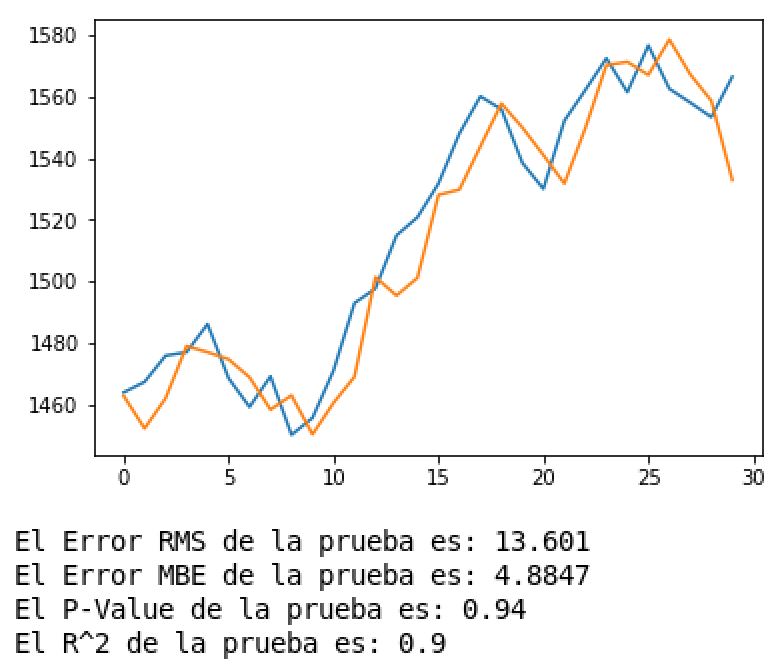 1580
1560
1540
1520
1500
1480
1460
0 5 10 15 20 25 30
El Error RMS de la prueba es: 13.601
El Error MBE de la prueba es: 4.8847
El P-Value de la prueba es: 0.94
El R^2 de la prueba es: 0.9